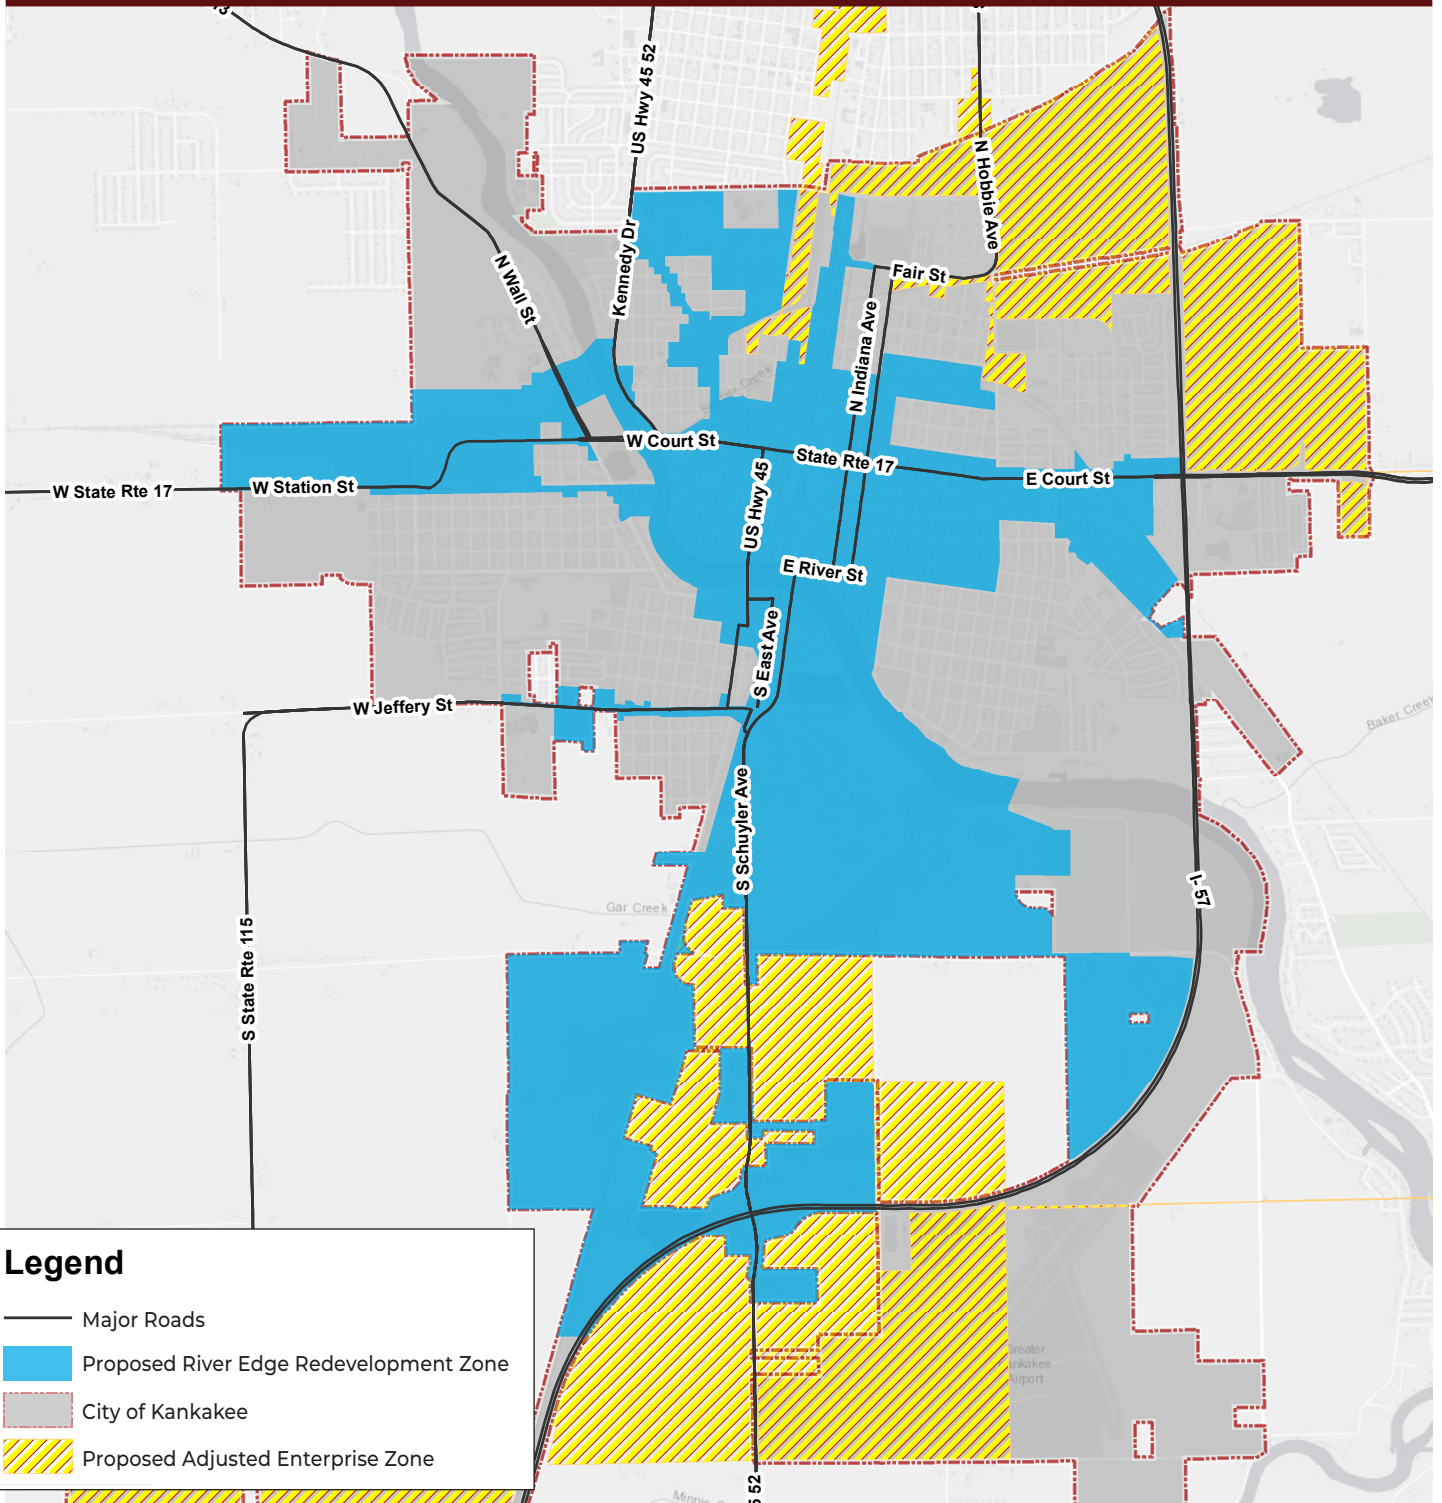 US Hwy 45 52
N Hobbie Ave
Kennedy Dr
N Wall St
Fair St
N Indiana Ave
W Court St
State Rte 17
E Court St
W State Rte 17
W Station St
US Hwy 45
E River St
S East Ave
W Jeffery St
Baker Creek
S Schuyler Ave
I- 57
Gar Creek
S State Rte 115
Legend
Major Roads
Proposed River Edge Redevelopment Zone
City of Kankakee
Proposed Adjusted Enterprise Zone
Greater
Airport
52